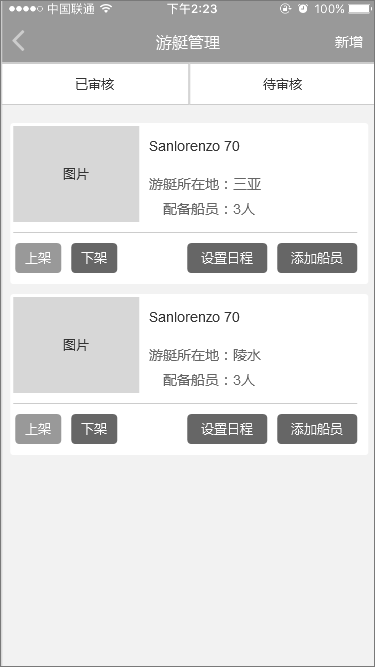 中国联通 下午2:23 100%
游艇管理 新增
已审核 待审核
图片
Sanlorenzo 70
游艇所在地：三亚
配备船员：3人
上架 下架 设置日程 添加船员
图片
Sanlorenzo 70
游艇所在地：陵水
配备船员：3人
上架 下架 设置日程 添加船员